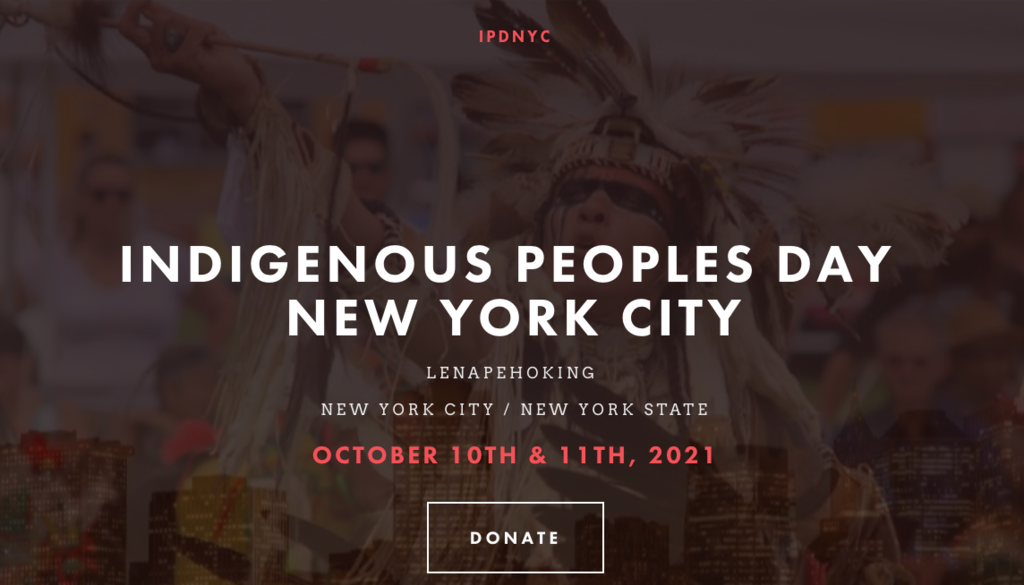 IPDNYC
INDIGENOUS PEOPLES DAY
NEW YORK CITY
LENAPEHOKING
NEW YORK CITY / NEW YORK STATE
OCTOBER 10TH & 11TH, 2021
DONATE